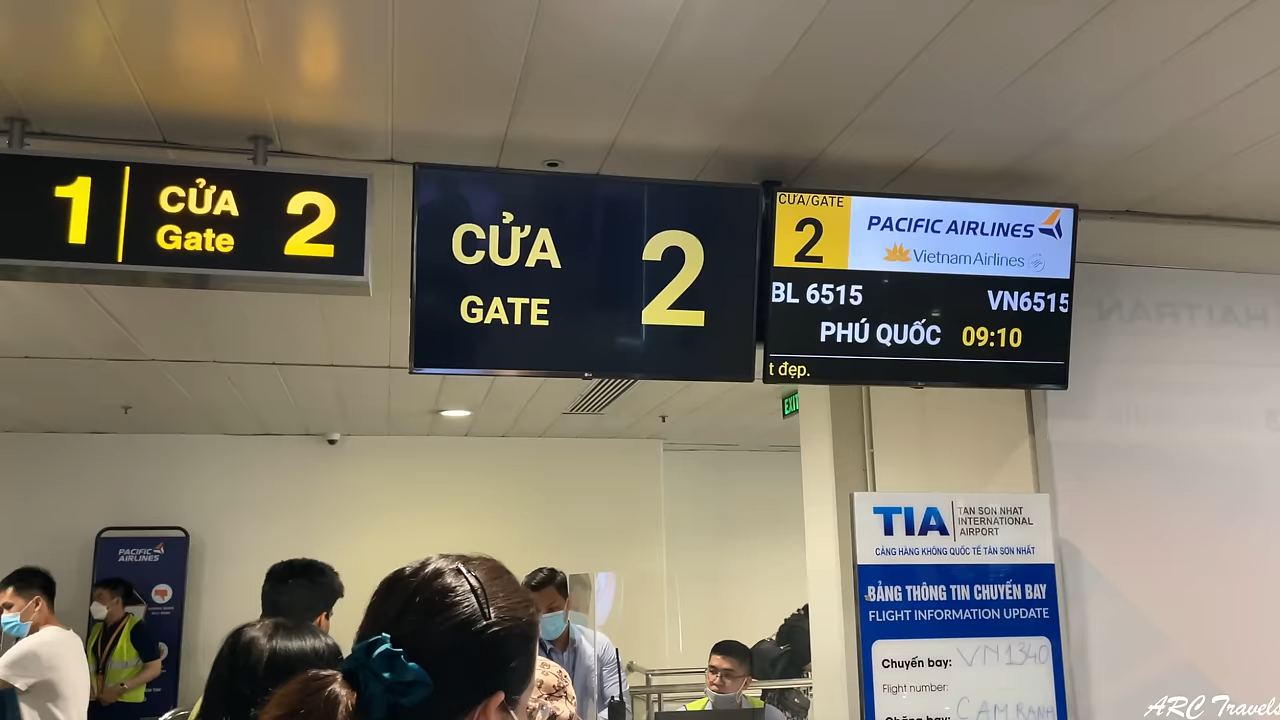 1
CỬA
Gate
2
CỬA
GATE
2
CỬA/GATE
2
PACIFIC AIRLINES
Vietnam Airlines
BL 6515
VN6515
PHÚ QUỐC 09:10
t đẹp.
EXIT
PACIFIC
AIRLINES
TIA
TAN SON NHAT
INTERNATIONAL
AIRPORT
CẢNG HÀNG KHÔNG QUỐC TẾ TÂN SƠN NHẤT
BẢNG THÔNG TIN CHUYẾN BAY
FLIGHT INFORMATION UPDATE
Chuyến bay: VN1340
Flight number:
Chặng bay: CAM RANH
ARC Travels